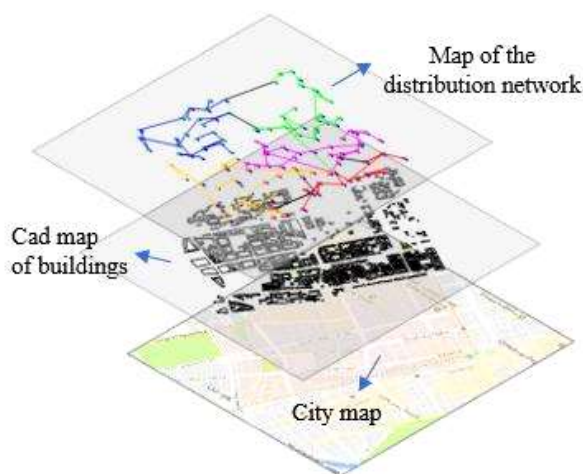 Map of the
distribution network
Cad map
of buildings
City map